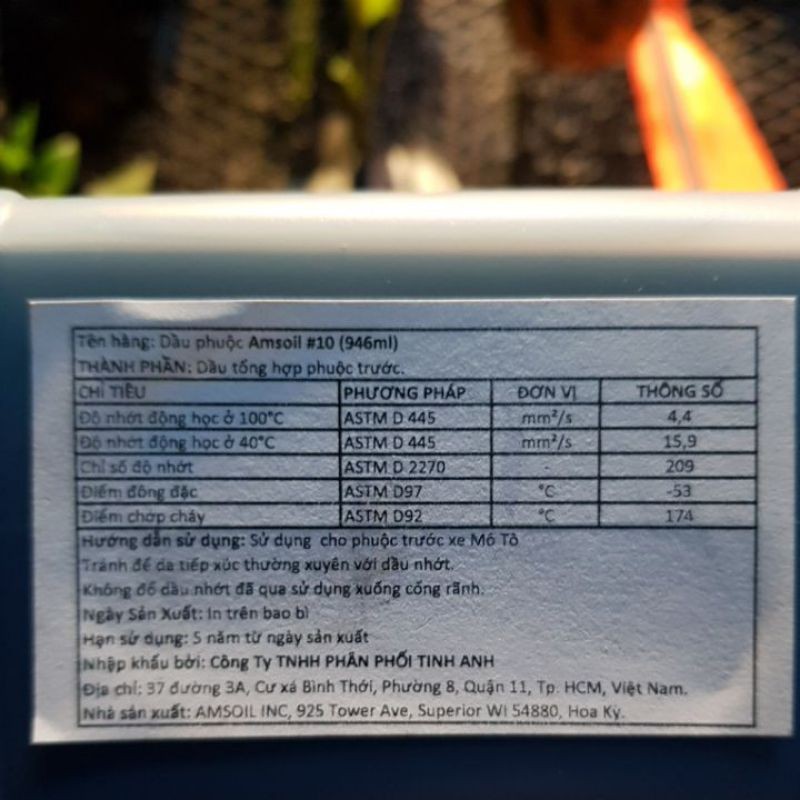 Tên hàng: Dầu phuộc Amsoil #10 (946ml)
THÀNH PHẦN: Dầu tổng hợp phuộc trước.
CHỈ TIÊU PHƯƠNG PHÁP ĐƠN VỊ THÔNG SỐ
Độ nhớt động học ở 100°C ASTM D 445 mm²/s 4,4
Độ nhớt động học ở 40°C ASTM D 445 mm²/s 15,9
Chỉ số độ nhớt ASTM D 2270 - 209
Điểm đông đặc ASTM D97 °C -53
Điểm chớp cháy ASTM D92 °C 174
Hướng dẫn sử dụng: Sử dụng cho phuộc trước xe Mô Tô
Tránh để da tiếp xúc thường xuyên với dầu nhớt.
Không đổ dầu nhớt đã qua sử dụng xuống cống rãnh.
Ngày Sản Xuất: In trên bao bì
Hạn sử dụng: 5 năm từ ngày sản xuất
Nhập khẩu bởi: Công Ty TNHH PHÂN PHỐI TINH ANH
Địa chỉ: 37 đường 3A, Cư xá Bình Thới, Phường 8, Quận 11, Tp. HCM, Việt Nam.
Nhà sản xuất: AMSOIL INC, 925 Tower Ave, Superior WI 54880, Hoa Kỳ.